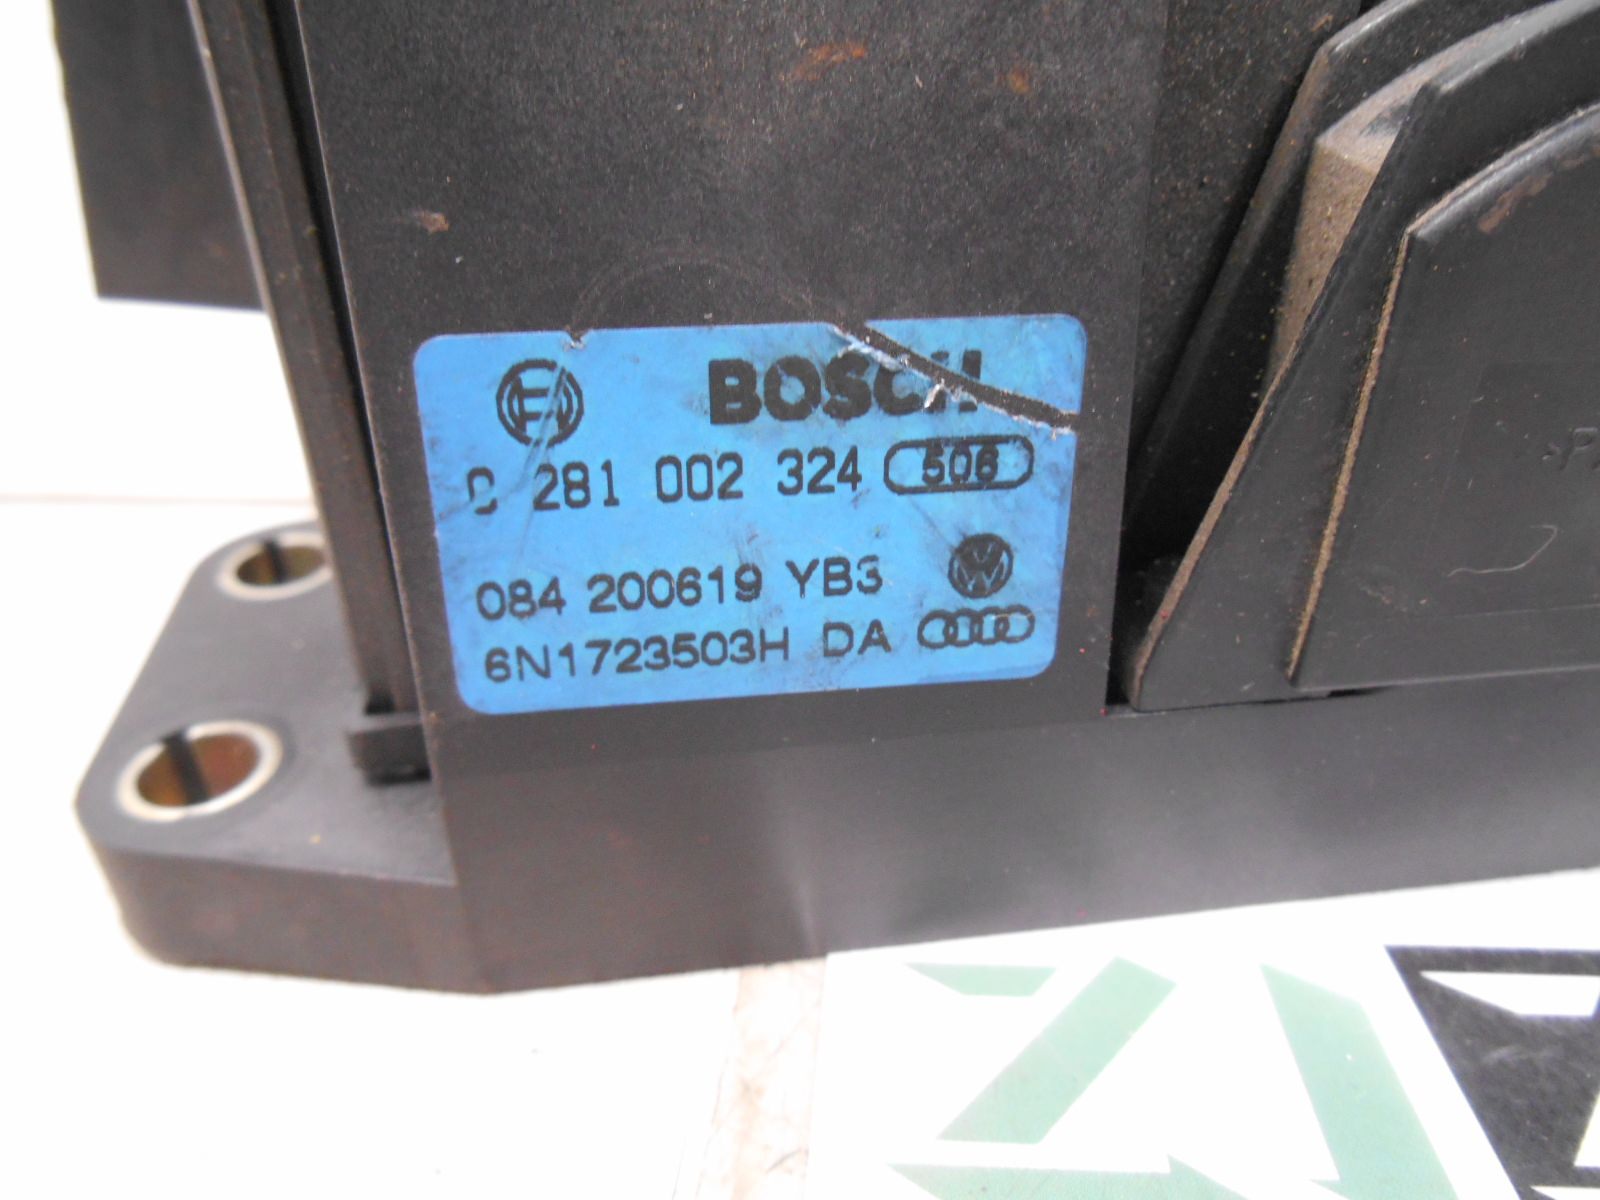 BOSCH
0 281 002 324 506
084 200619 YB3
6N1723503H DA